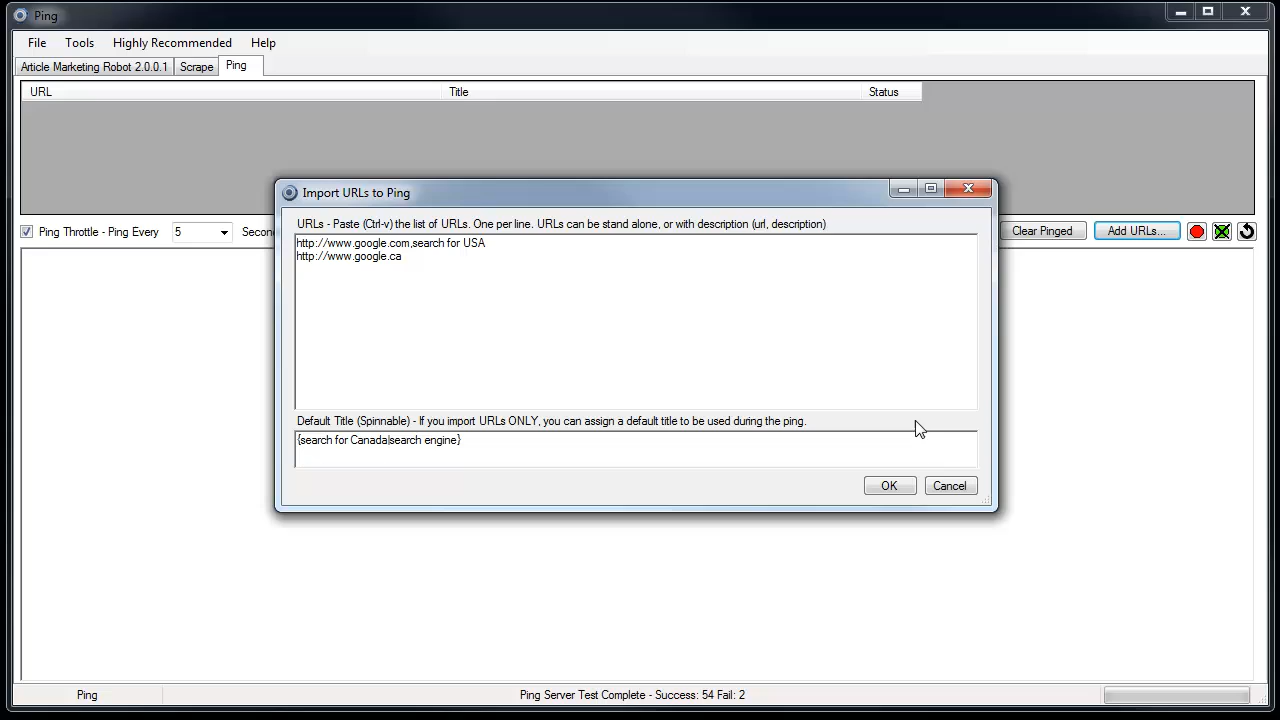 Ping
File Tools Highly Recommended Help
Article Marketing Robot 2.0.0.1 Scrape Ping
URL Title Status
Import URLs to Ping
URLs - Paste (Ctrl-v) the list of URLs. One per line. URLs can be stand alone, or with description (url, description)
Ping Throttle - Ping Every 5 Secon Clear Pinged Add URLs...
http://www.google.com,search for USA
http://www.google.ca
Default Title (Spinnable) - If you import URLs ONLY, you can assign a default title to be used during the ping.
{search for Canada|search engine}
OK Cancel
Ping Ping Server Test Complete - Success: 54 Fail: 2